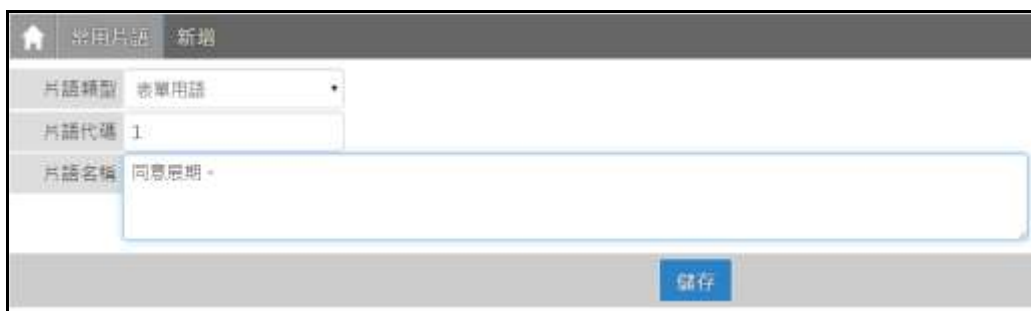 常用片語 新增
片語類型 表單用語
片語代碼 1
片語名稱 同意展期。
儲存